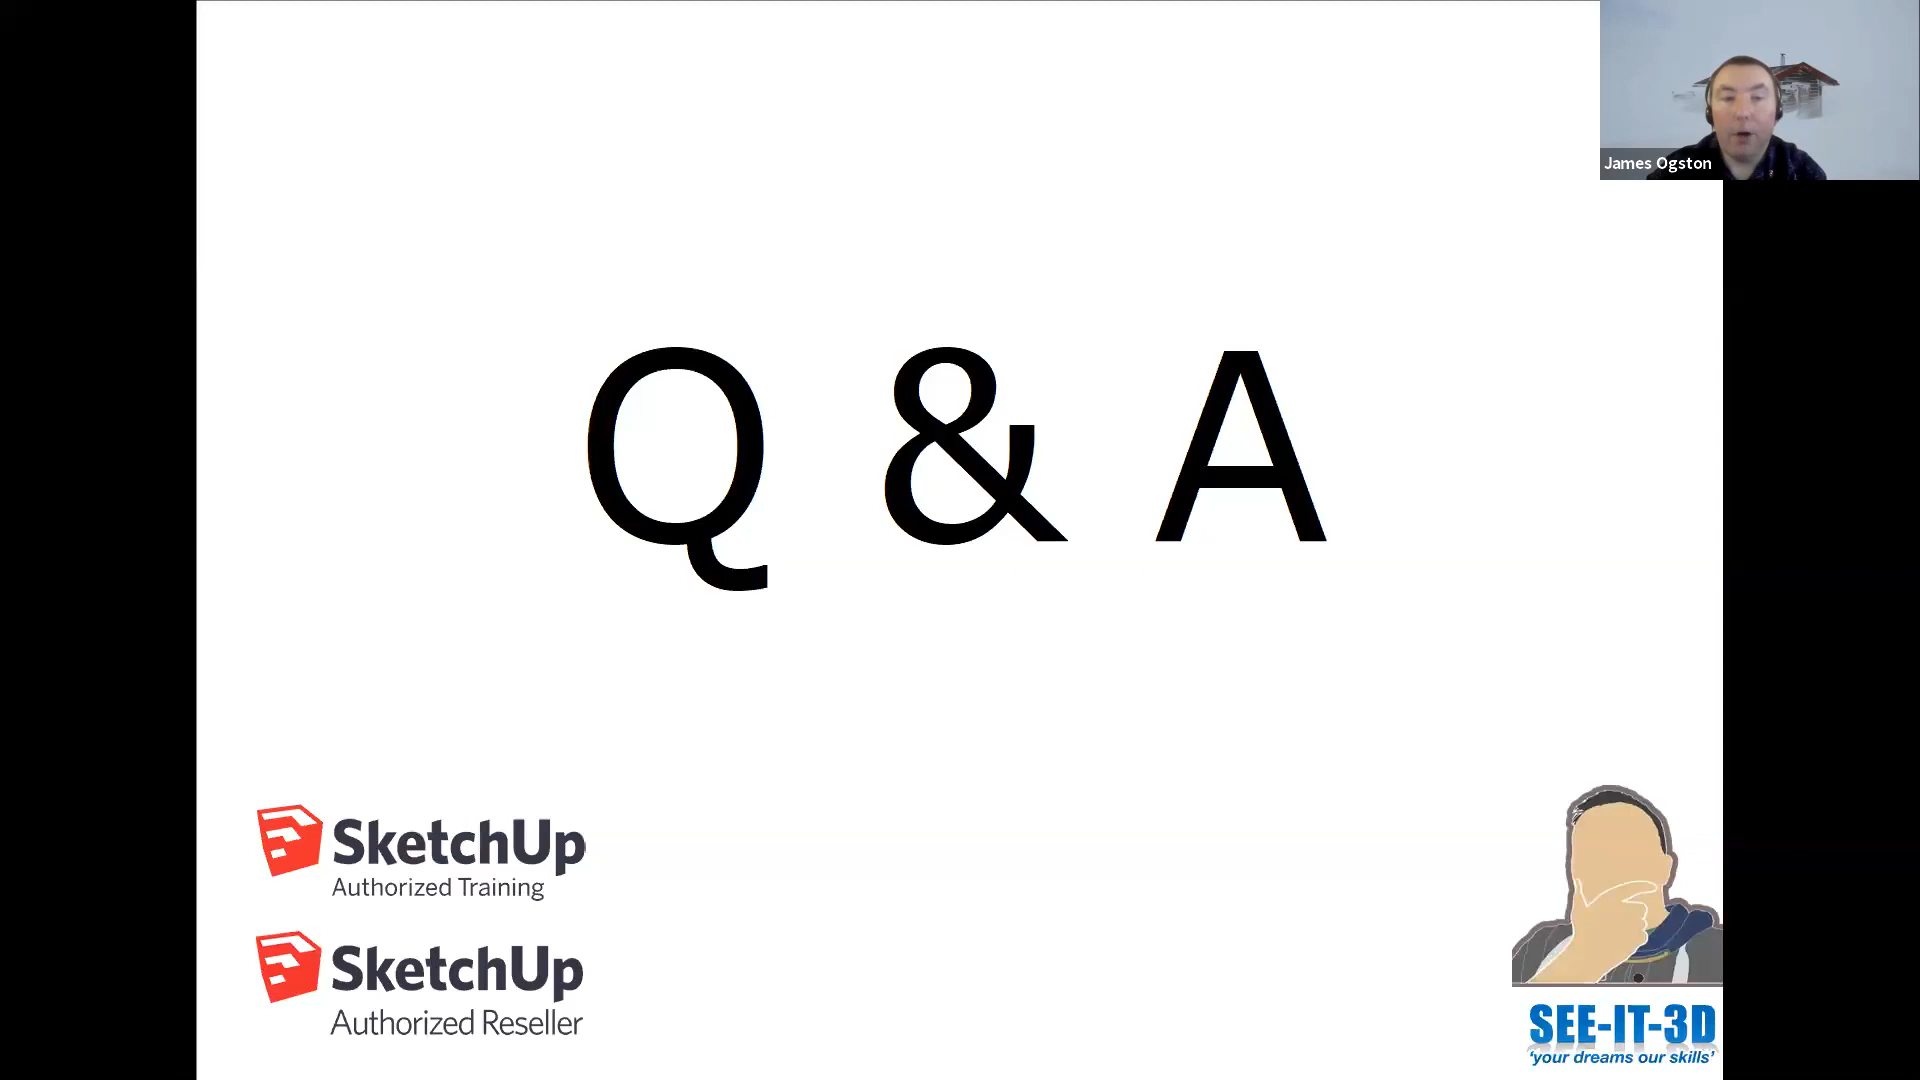 James Ogston
Q & A
SketchUp
Authorized Training
SketchUp
Authorized Reseller
SEE-IT-3D
'your dreams our skills'